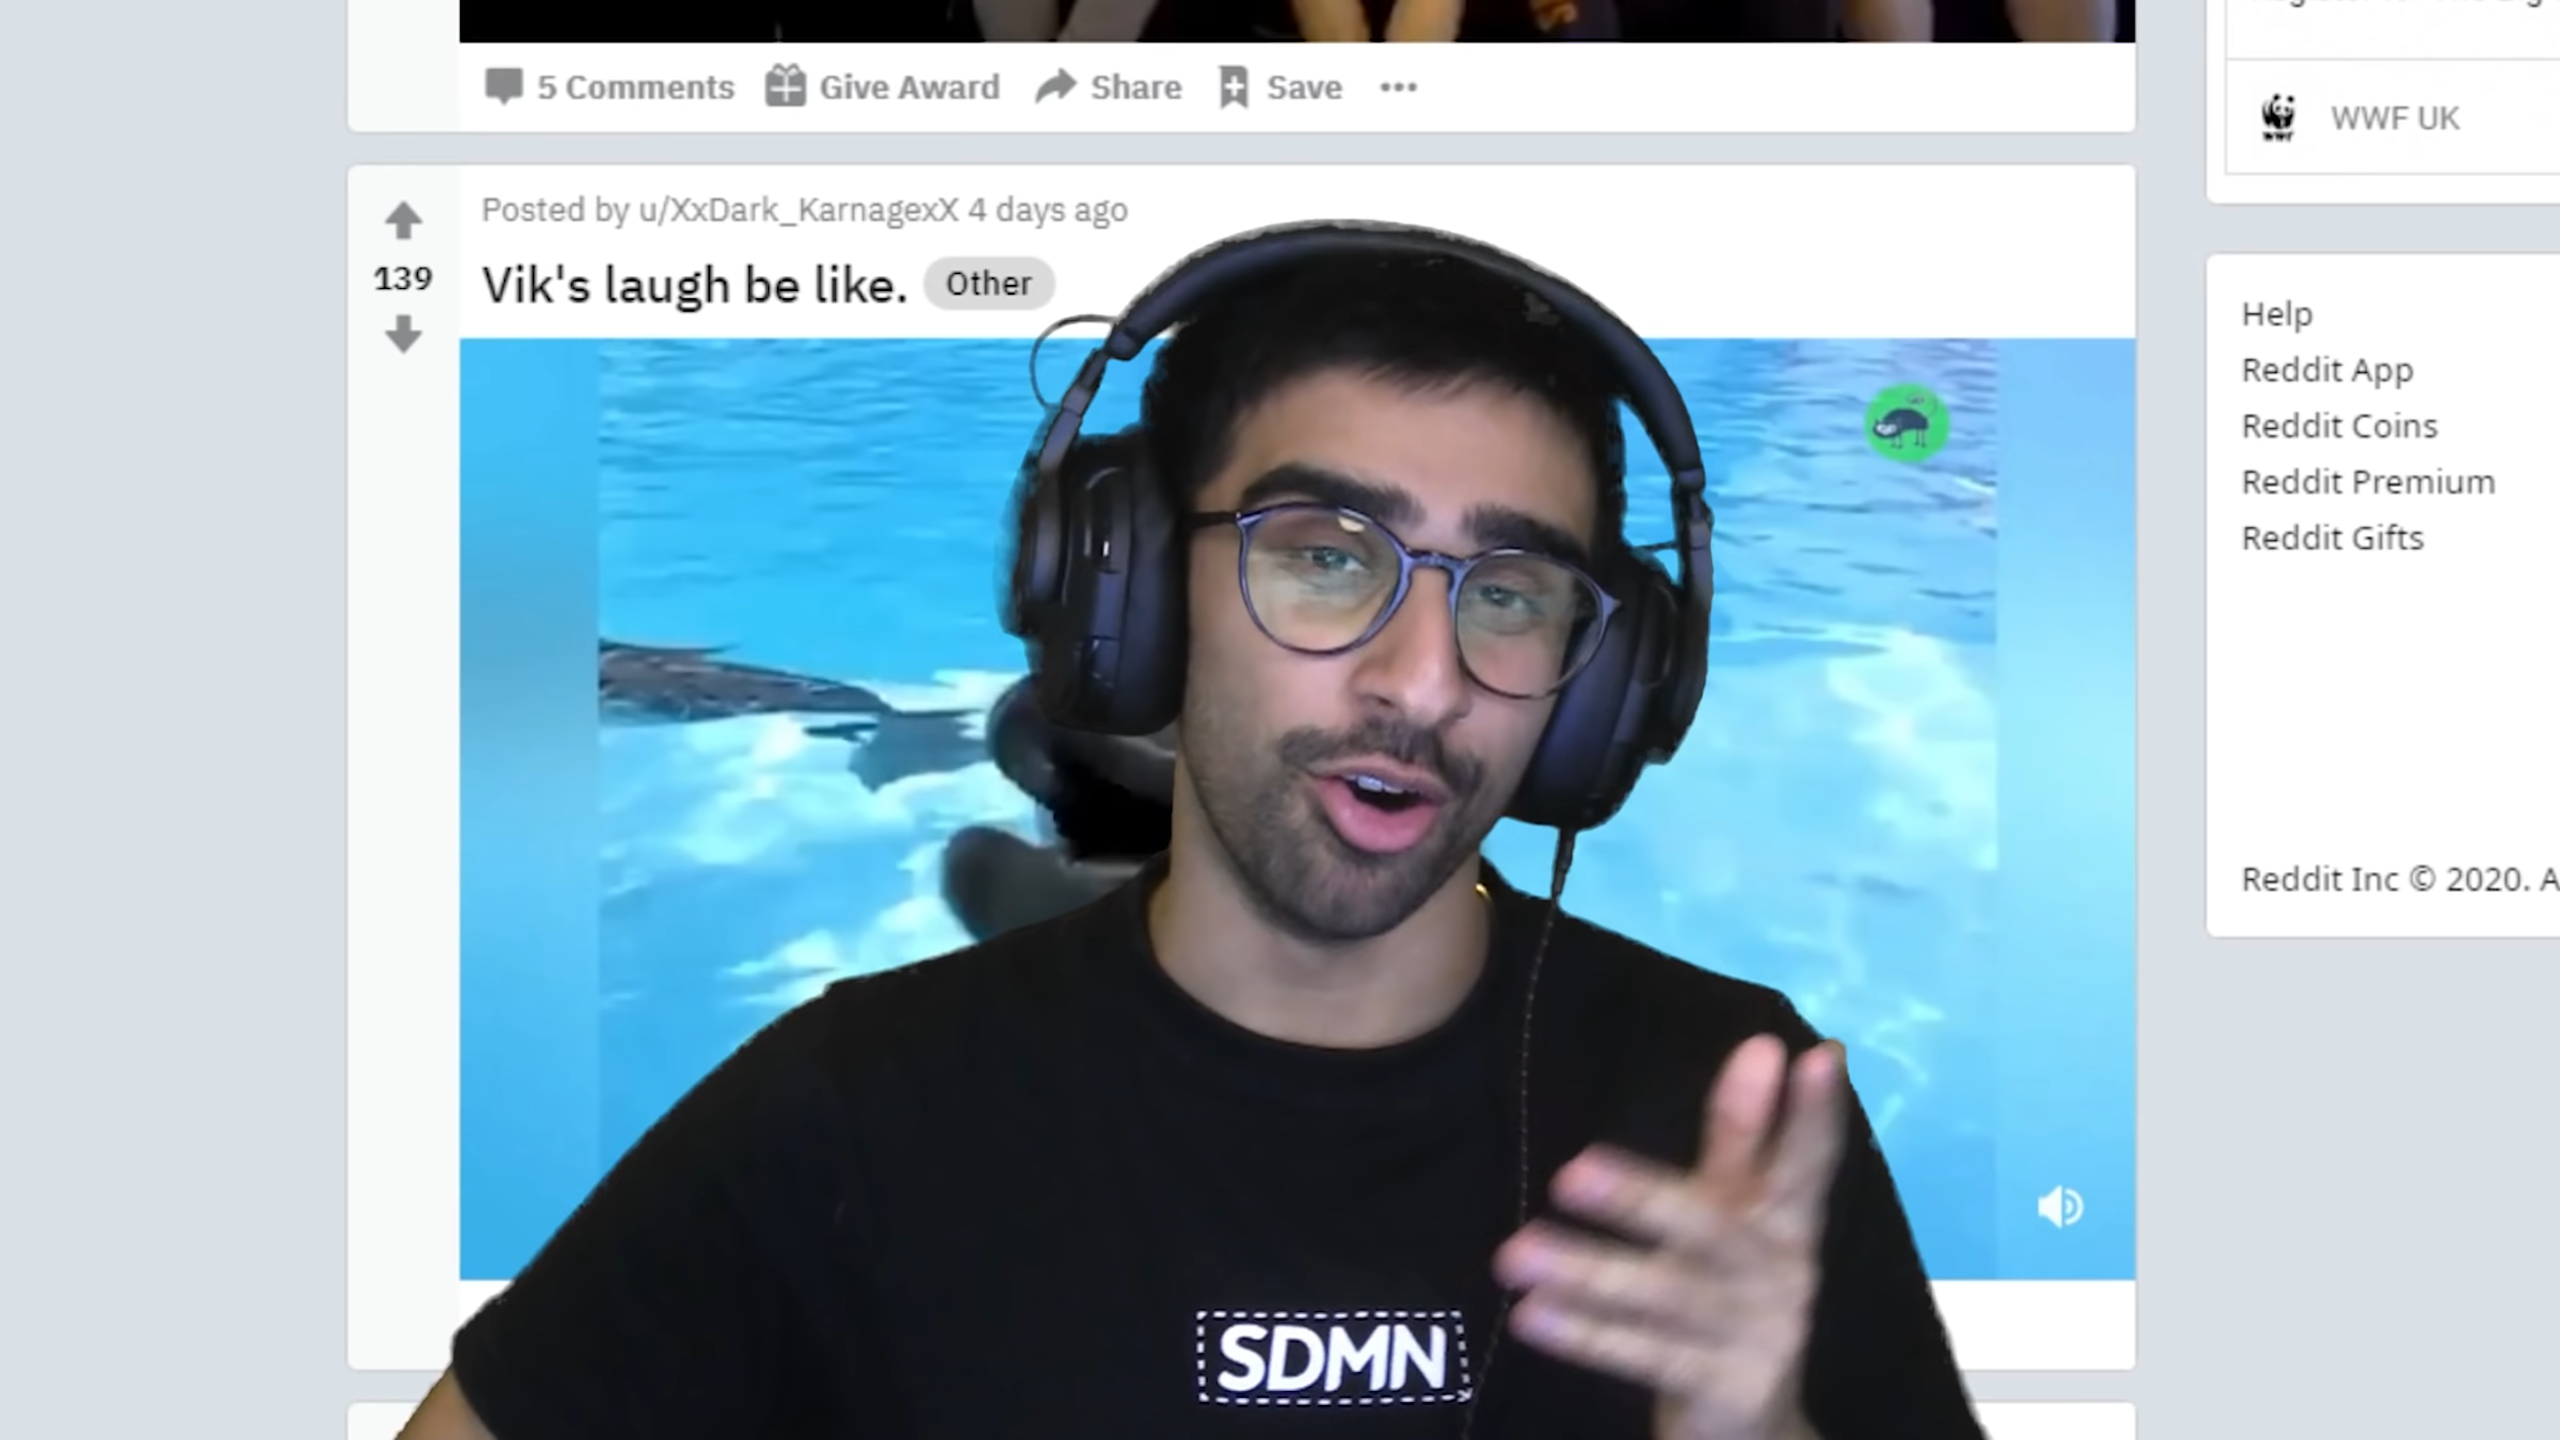 5 Comments Give Award Share Save
WWF
WWF UK
Posted by u/XxDark_KarnagexX 4 days ago
139
Vik's laugh be like. Other
Help
Reddit App
Reddit Coins
Reddit Premium
Reddit Gifts
Reddit Inc © 2020. A
SDMN